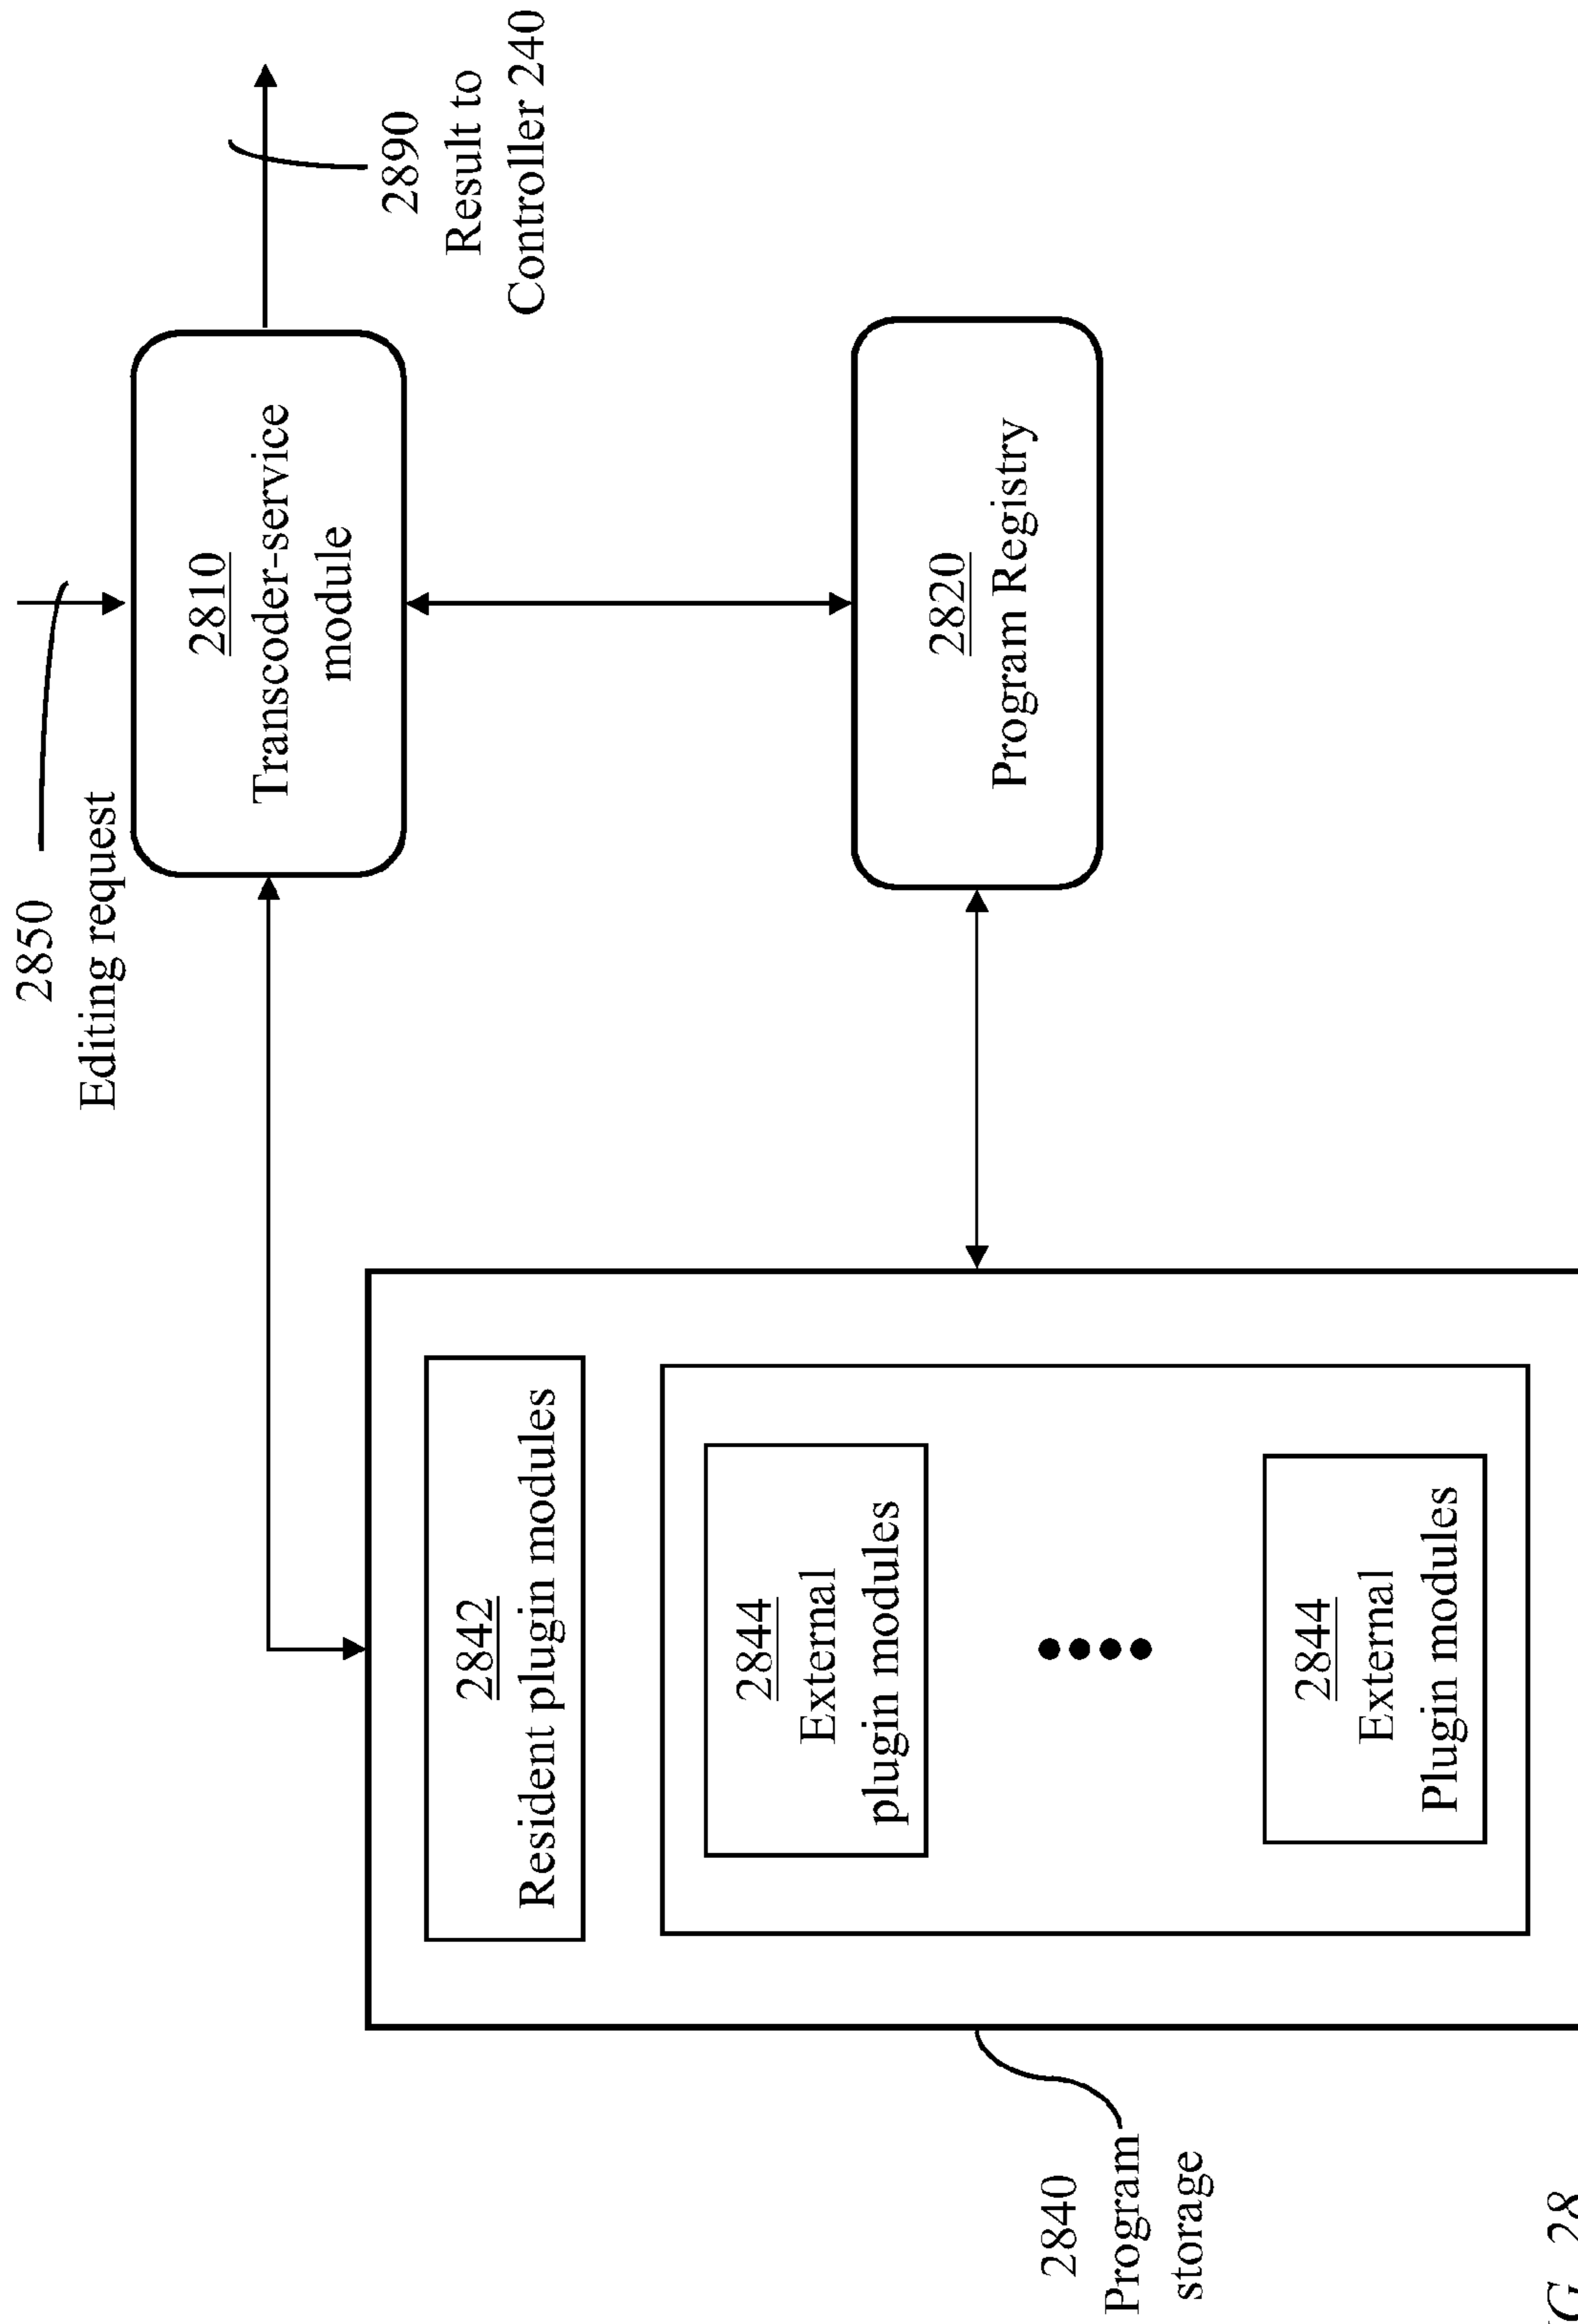 2850
Editing request
2810
Transcoder-service
module
2890
Result to
Controller 240
2842
Resident plugin modules
2844
External
plugin modules
2844
External
Plugin modules
2820
Program Registry
2840
Program
storage
G. 28